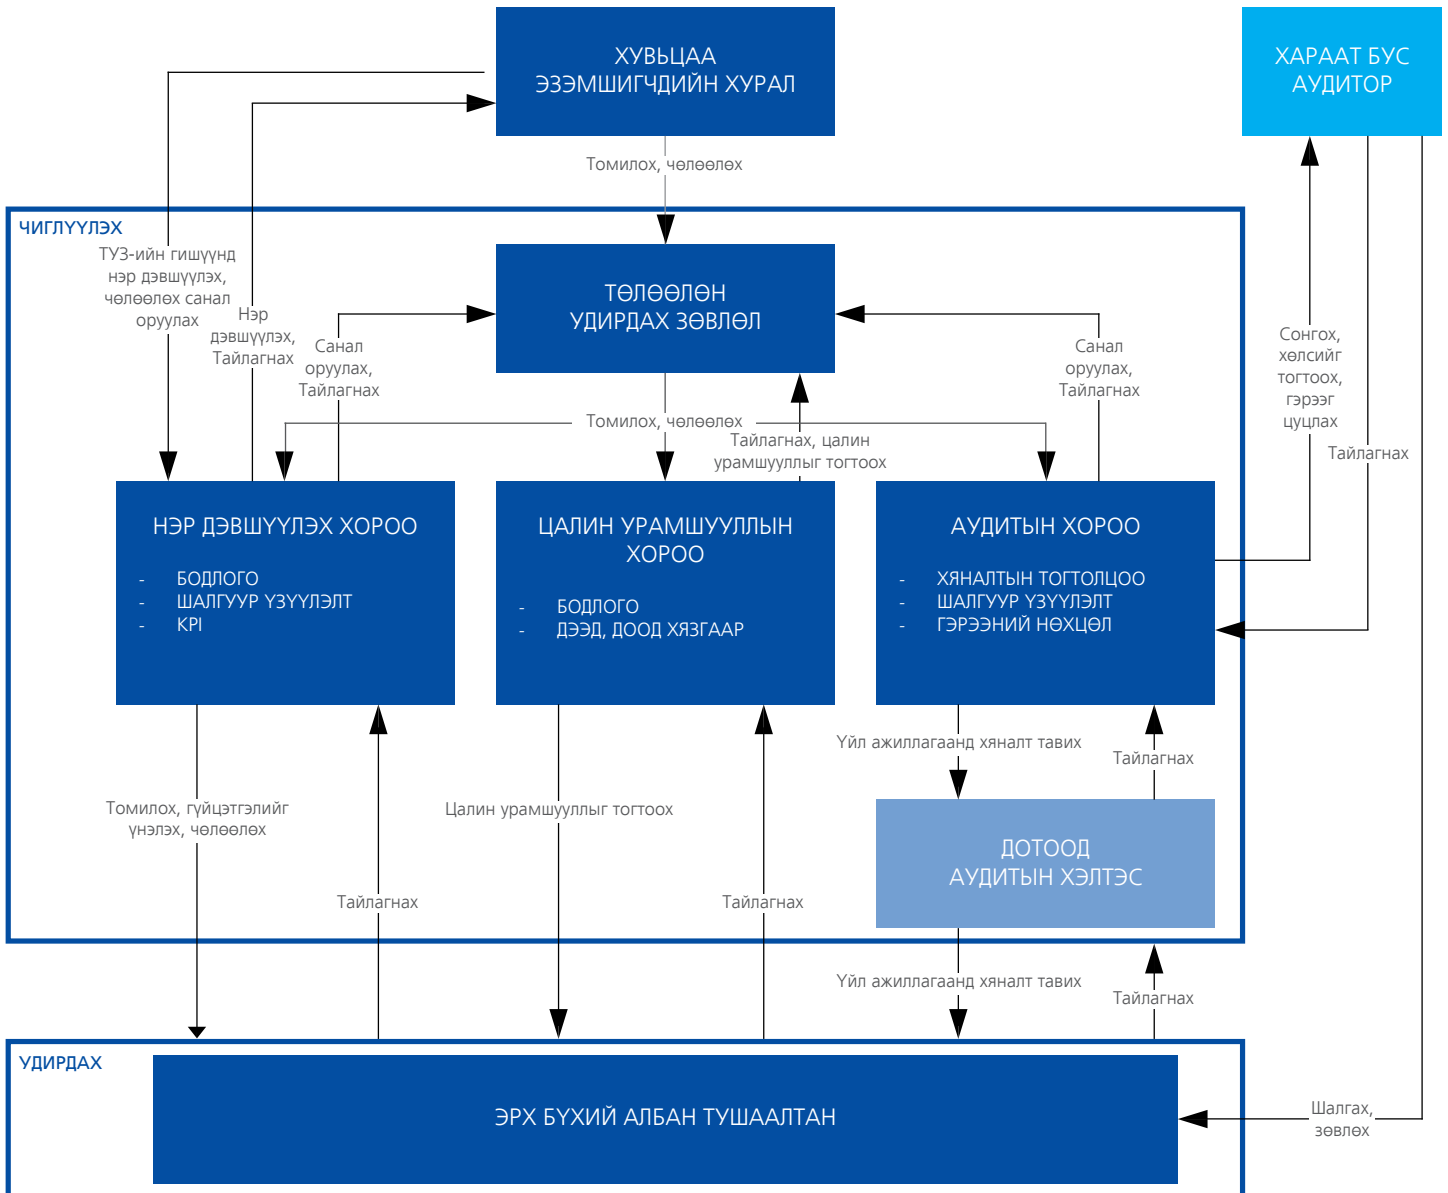 ХУВЬЦАА
ЭЗЭМШИГЧДИЙН ХУРАЛ
ХАРААТ БУС
АУДИТОР
Томилох, чөлөөлөх
ЧИГЛҮҮЛЭХ
ТУЗ-ийн гишүүнд
нэр дэвшүүлэх,
чөлөөлөх санал
оруулах
Нэр
дэвшүүлэх,
Тайлагнах
Санал
оруулах,
Тайлагнах
ТӨЛӨӨЛӨН
УДИРДАХ ЗӨВЛӨЛ
Санал
оруулах,
Тайлагнах
Сонгох,
хөлсийг
тогтоох,
гэрээг
цуцлах
Тайлагнах
Томилох, чөлөөлөх
Тайлагнах, цалин
урамшууллыг тогтоох
НЭР ДЭВШҮҮЛЭХ ХОРОО
- БОДЛОГО
- ШАЛГУУР ҮЗҮҮЛЭЛТ
- KPI
ЦАЛИН УРАМШУУЛЛЫН
ХОРОО
- БОДЛОГО
- ДЭЭД, ДООД ХЯЗГААР
АУДИТЫН ХОРОО
- ХЯНАЛТЫН ТОГТОЛЦОО
- ШАЛГУУР ҮЗҮҮЛЭЛТ
- ГЭРЭЭНИЙ НӨХЦӨЛ
Үйл ажиллагаанд хяналт тавих
Тайлагнах
Томилох, гүйцэтгэлийг
үнэлэх, чөлөөлөх
Цалин урамшууллыг тогтоох
ДОТООД
АУДИТЫН ХЭЛТЭС
Тайлагнах
Тайлагнах
Үйл ажиллагаанд хяналт тавих
Тайлагнах
УДИРДАХ
ЭРХ БҮХИЙ АЛБАН ТУШААЛТАН
Шалгах,
зөвлөх